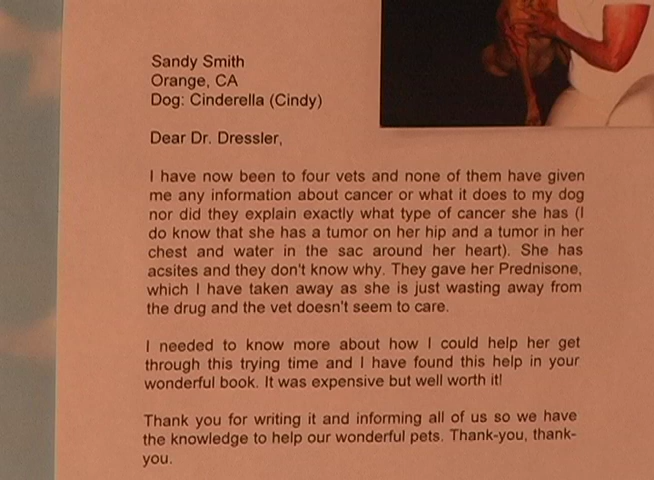 Sandy Smith
Orange, CA
Dog: Cinderella (Cindy)
Dear Dr. Dressler,
I have now been to four vets and none of them have given
me any information about cancer or what it does to my dog
nor did they explain exactly what type of cancer she has (I
do know that she has a tumor on her hip and a tumor in her
chest and water in the sac around her heart). She has
acsites and they don't know why. They gave her Prednisone,
which I have taken away as she is just wasting away from
the drug and the vet doesn't seem to care.
I needed to know more about how I could help her get
through this trying time and I have found this help in your
wonderful book. It was expensive but well worth it!
Thank you for writing it and informing all of us so we have
the knowledge to help our wonderful pets. Thank-you, thank-
you.